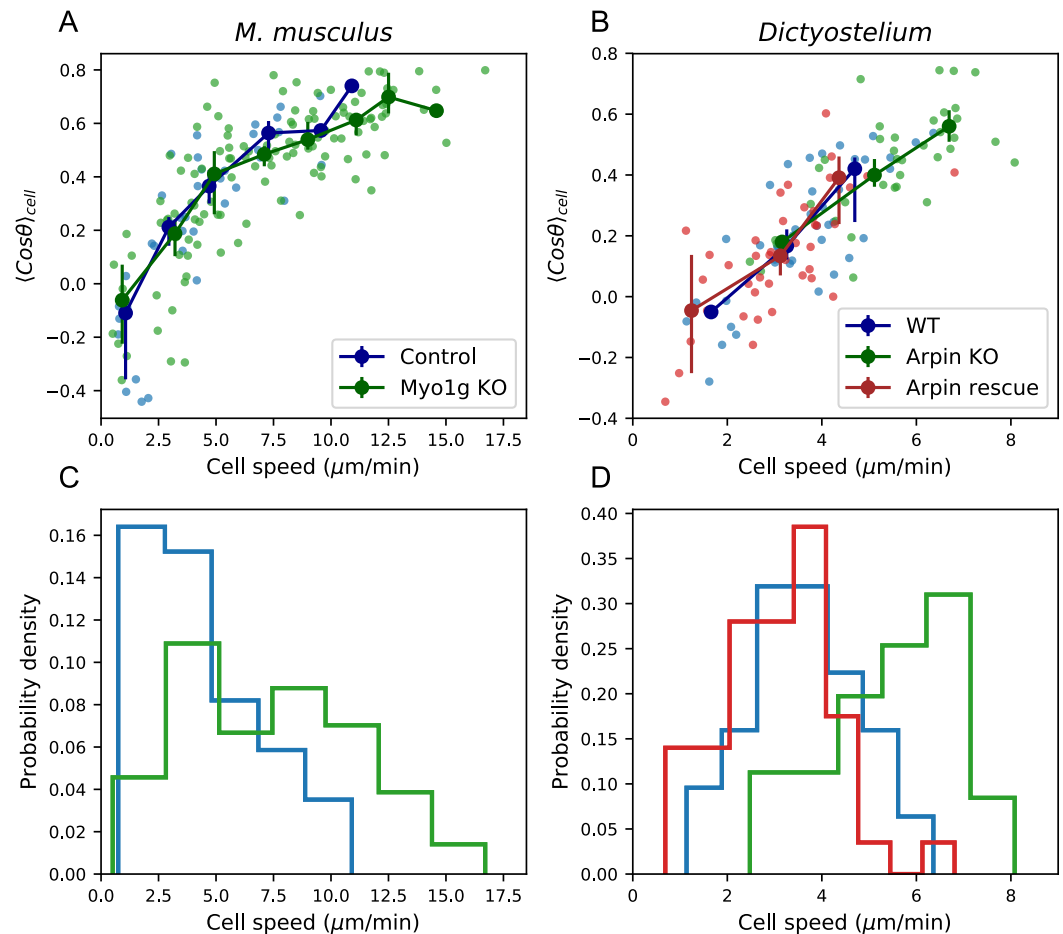 A
M. musculus
0.8
0.6
0.4
0.2
0.0
−0.2
−0.4
⟨Cosθ⟩cell
Control
Myo1g KO
0.0 2.5 5.0 7.5 10.0 12.5 15.0 17.5
Cell speed (μm/min)
B
Dictyostelium
0.8
0.6
0.4
0.2
0.0
−0.2
−0.4
⟨Cosθ⟩cell
WT
Arpin KO
Arpin rescue
0 2 4 6 8
Cell speed (μm/min)
C
0.16
0.14
0.12
0.10
0.08
0.06
0.04
0.02
0.00
Probability density
0.0 2.5 5.0 7.5 10.0 12.5 15.0 17.5
Cell speed (μm/min)
D
0.40
0.35
0.30
0.25
0.20
0.15
0.10
0.05
0.00
Probability density
0 2 4 6 8
Cell speed (μm/min)